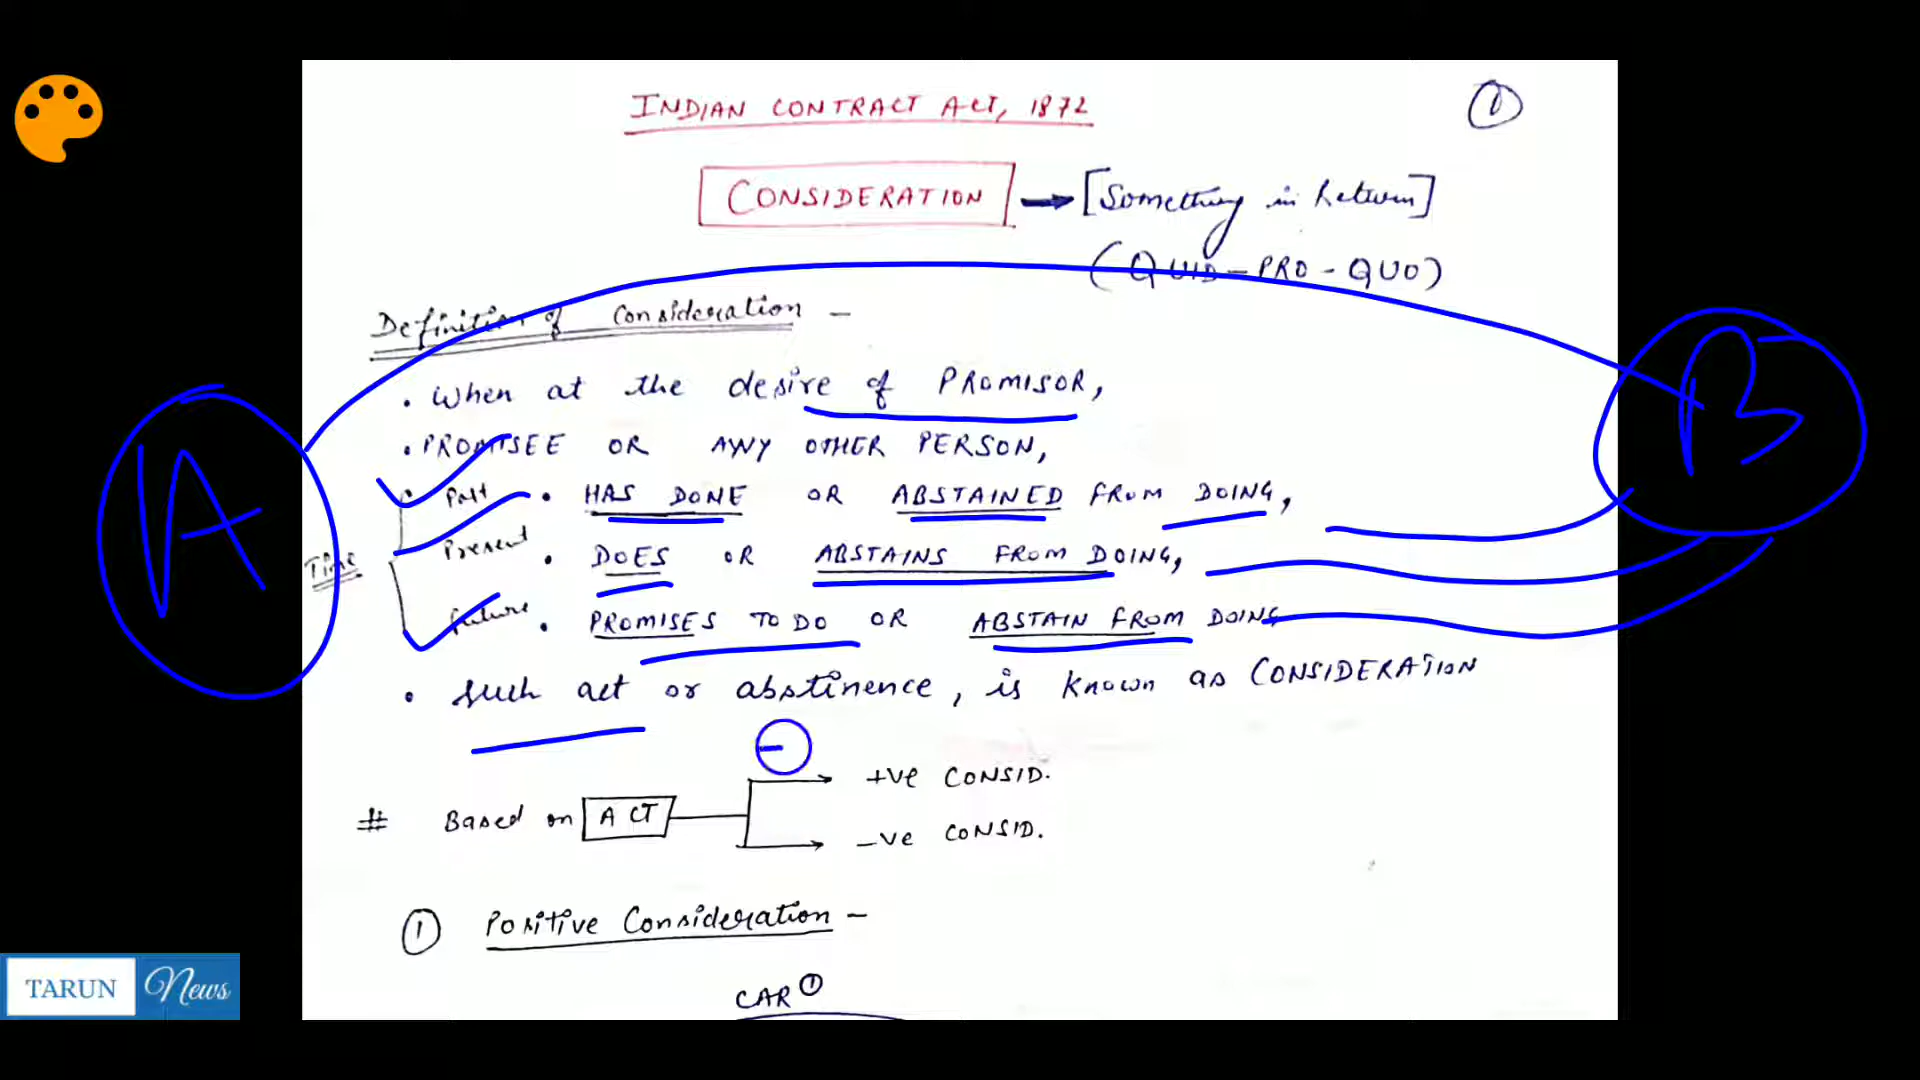 INDIAN CONTRACT ACT, 1872
1
CONSIDERATION → [Something in Return]
(QUID-PRO-QUO)
Definition of Consideration -
• When at the desire of PROMISOR,
• PROMISEE OR ANY OTHER PERSON,
Past • HAS DONE OR ABSTAINED FROM DOING,
Time
Present • DOES OR ABSTAINS FROM DOING,
Future • PROMISES TO DO OR ABSTAIN FROM DOING
• Such act or abstinence, is known as CONSIDERATION
# Based on ACT
+ve CONSID.
-ve CONSID.
1 Positive Consideration -
CAR 1
A
B
TARUN News